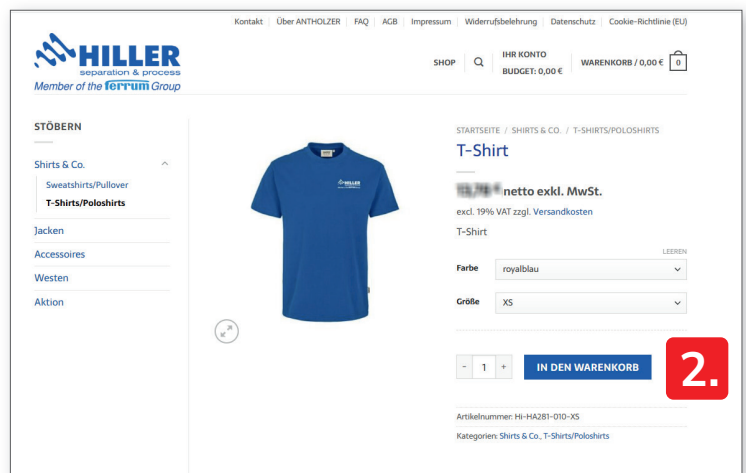 Kontakt Über ANTHOLZER FAQ AGB Impressum Widerrufsbelehrung Datenschutz Cookie-Richtlinie (EU)
HILLER
separation & process
Member of the ferrum Group
SHOP
IHR KONTO
BUDGET: 0,00 €
WARENKORB / 0,00 € 0
STÖBERN
Shirts & Co.
Sweatshirts/Pullover
T-Shirts/Poloshirts
Jacken
Accessoires
Westen
Aktion
HILLER
STARTSEITE / SHIRTS & CO. / T-SHIRTS/POLOSHIRTS
T-Shirt
netto exkl. MwSt.
excl. 19% VAT zzgl. Versandkosten
T-Shirt
LEEREN
Farbe royalblau
Größe XS
- 1 + IN DEN WARENKORB
2.
Artikelnummer: Hi-HA281-010-XS
Kategorien: Shirts & Co., T-Shirts/Poloshirts